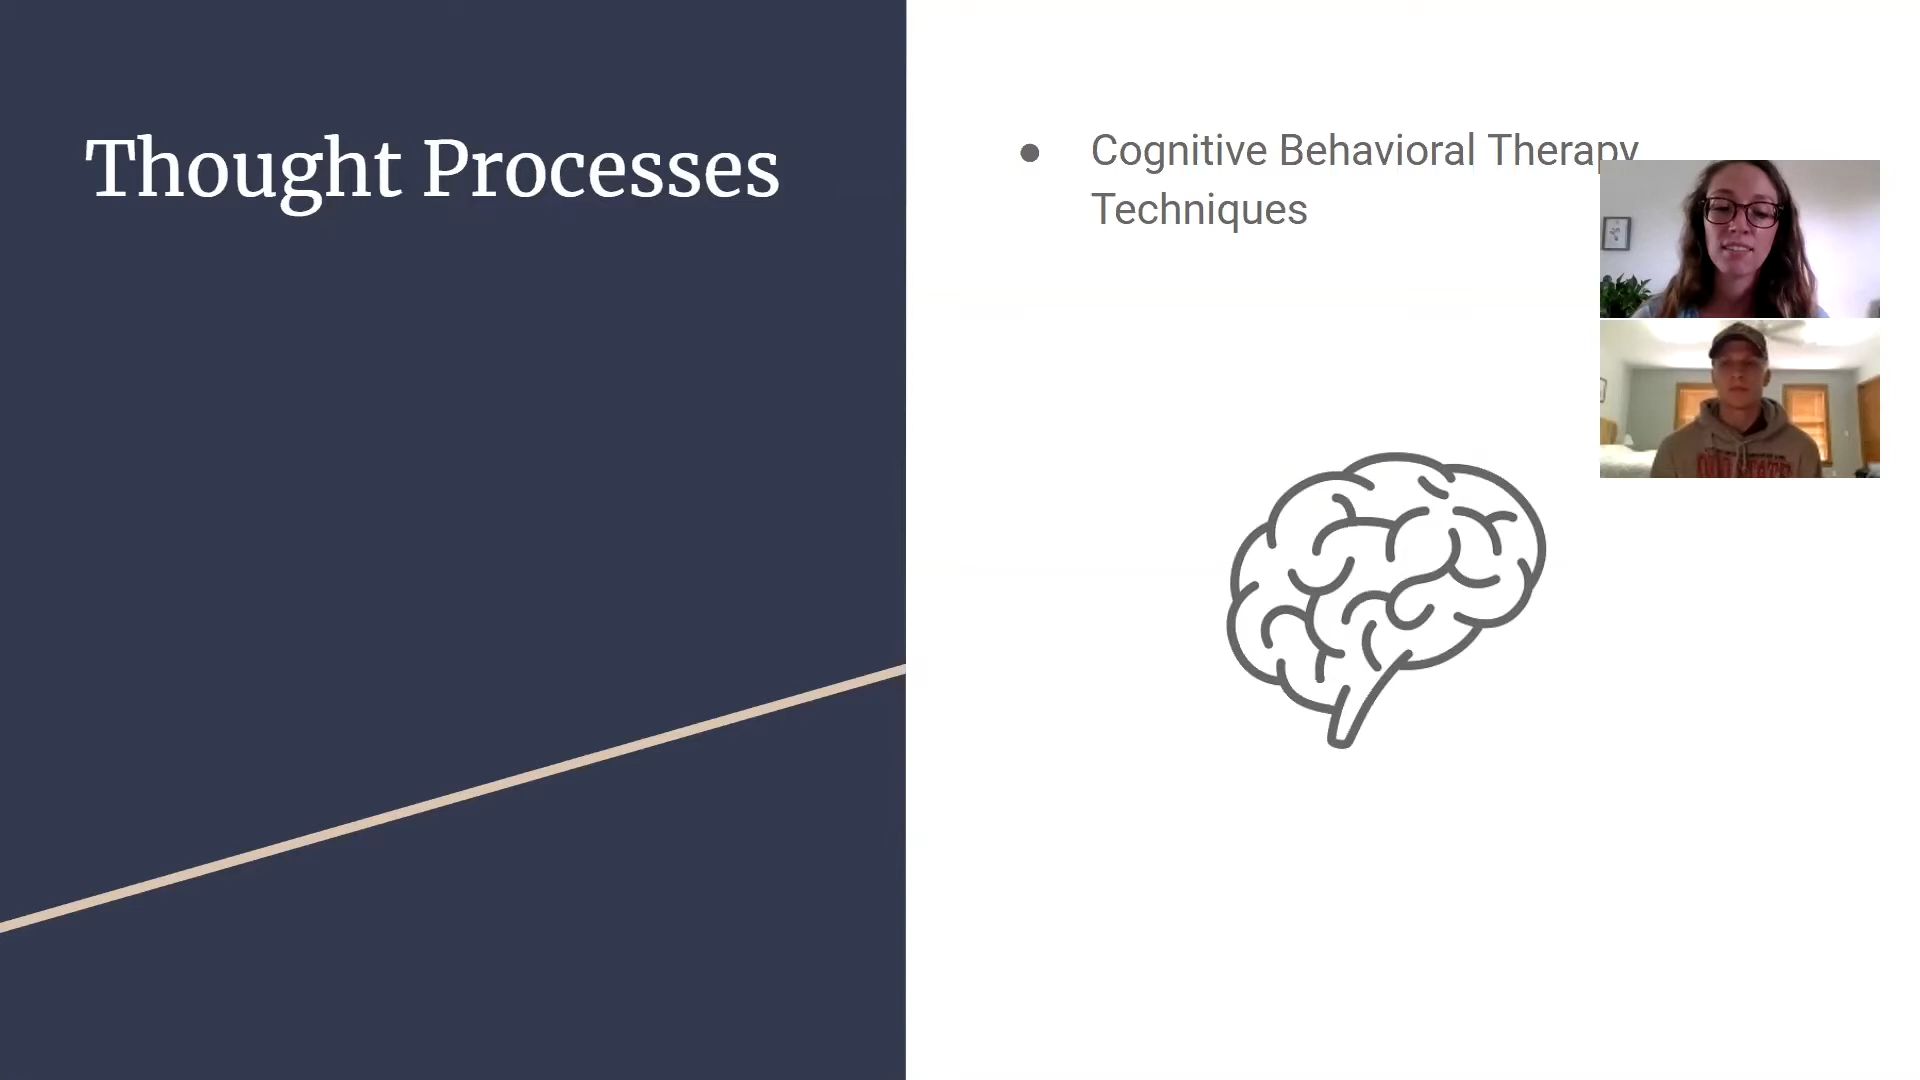 Thought Processes
● Cognitive Behavioral Therapy
Techniques